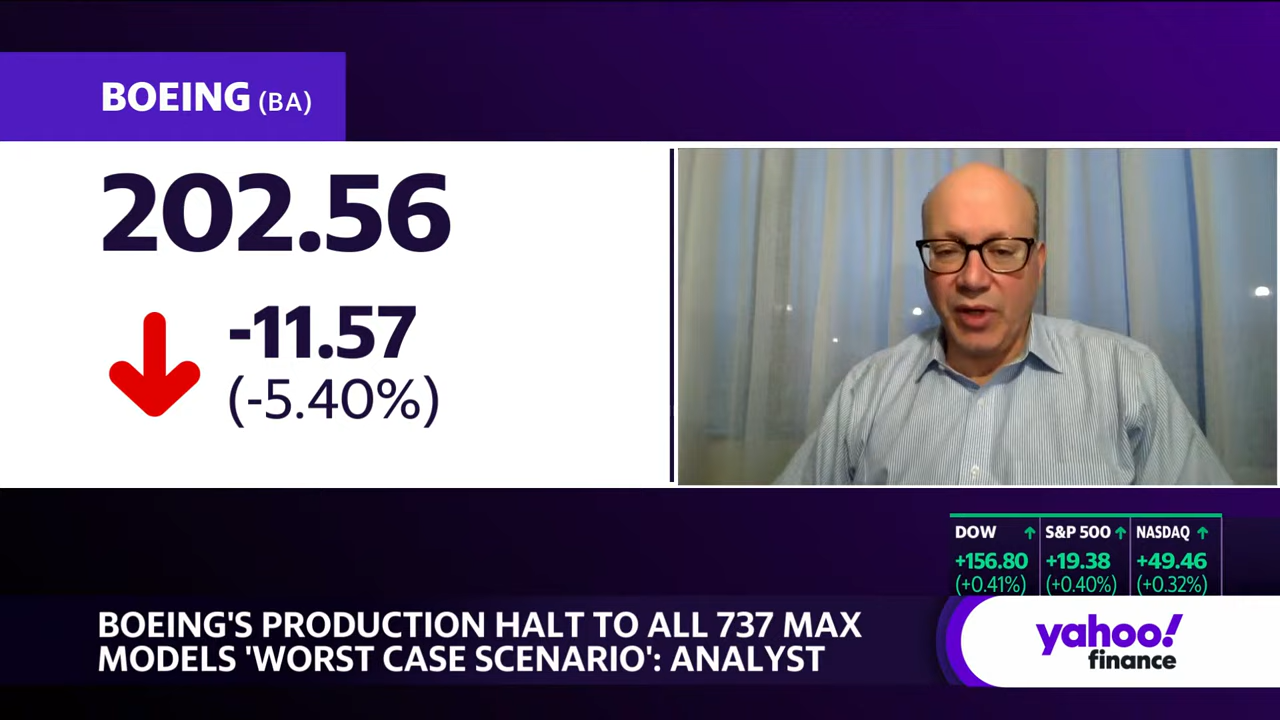 BOEING (BA)
202.56
-11.57
(-5.40%)
DOW
+156.80
(+0.41%)
S&P 500
+19.38
(+0.40%)
NASDAQ
+49.46
(+0.32%)
BOEING'S PRODUCTION HALT TO ALL 737 MAX
MODELS 'WORST CASE SCENARIO': ANALYST
yahoo!
finance